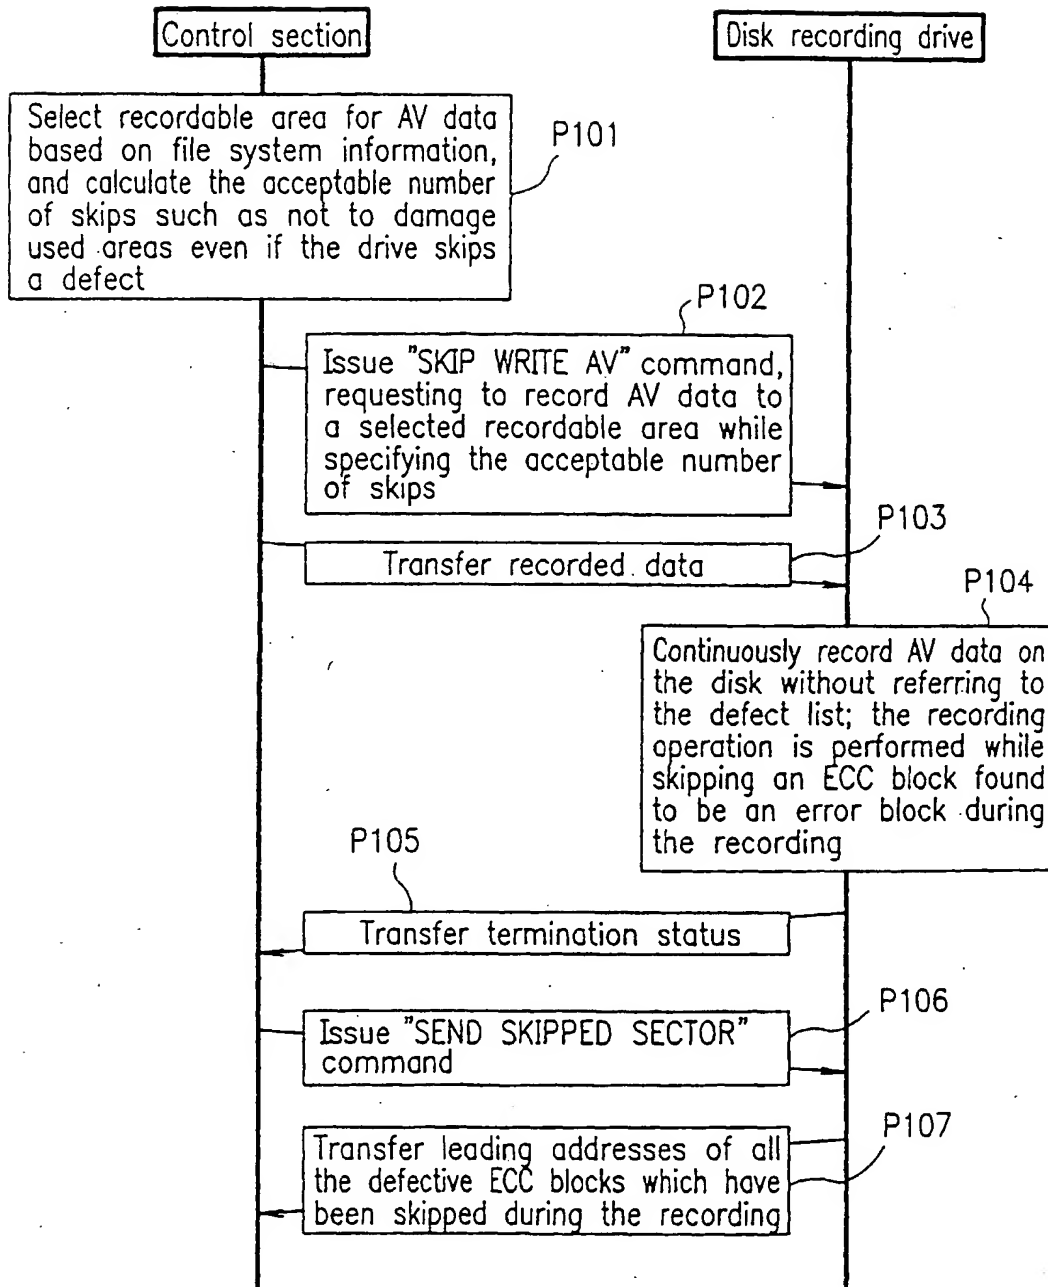 Control section
Disk recording drive
Select recordable area for AV data
based on file system information,
and calculate the acceptable number
of skips such as not to damage
used areas even if the drive skips
a defect
P101
P102
Issue "SKIP WRITE AV" command,
requesting to record AV data to
a selected recordable area while
specifying the acceptable number
of skips
P103
Transfer recorded data
P104
Continuously record AV data on
the disk without referring to
the defect list; the recording
operation is performed while
skipping an ECC block found
to be an error block during
the recording
P105
Transfer termination status
P106
Issue "SEND SKIPPED SECTOR"
command
P107
Transfer leading addresses of all
the defective ECC blocks which have
been skipped during the recording